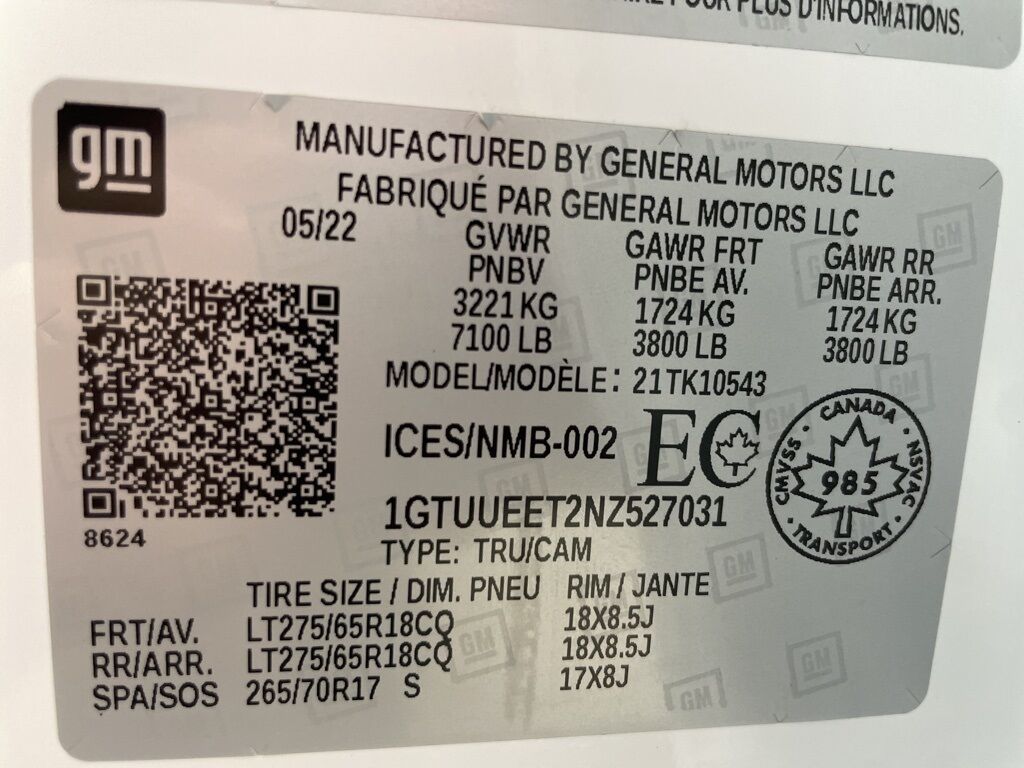 POUR PLUS D'INFORMATIONS.
gm
MANUFACTURED BY GENERAL MOTORS LLC
FABRIQUÉ PAR GENERAL MOTORS LLC
05/22 GVWR GAWR FRT GAWR RR
PNBV PNBE AV. PNBE ARR.
3221 KG 1724 KG 1724 KG
7100 LB 3800 LB 3800 LB
MODEL/MODÈLE: 21TK10543
ICES/NMB-002 EC
CANADA
CMVSS · NSVAC
985
TRANSPORT
1GTUUEET2NZ527031
8624
TYPE: TRU/CAM
TIRE SIZE / DIM. PNEU RIM / JANTE
FRT/AV. LT275/65R18CQ 18X8.5J
RR/ARR. LT275/65R18CQ 18X8.5J
SPA/SOS 265/70R17 S 17X8J